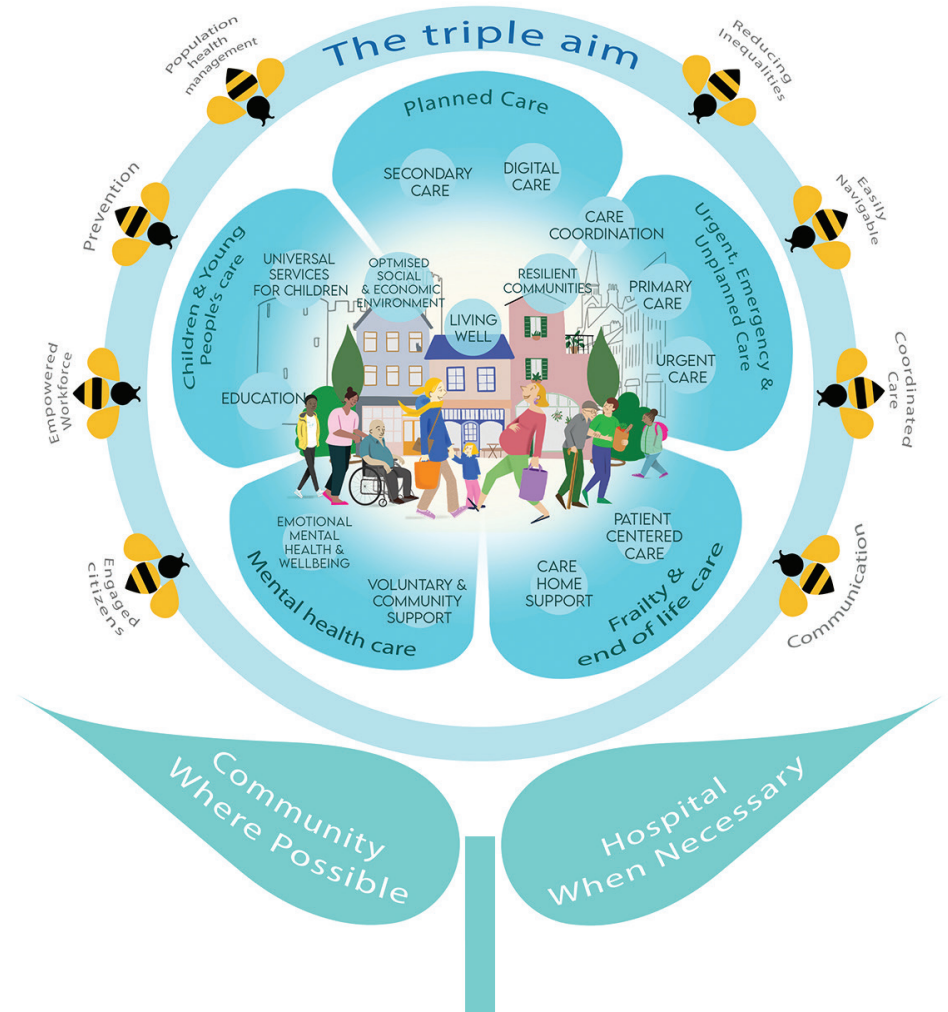 The triple aim
Population
health
management
Reducing
Inequalities
Prevention
Easily
Navigable
Empowered
Workforce
Coordinated
Care
Engaged
citizens
Communication
Planned Care
SECONDARY
CARE
DIGITAL
CARE
CARE
COORDINATION
Children & Young
People's care
UNIVERSAL
SERVICES
FOR CHILDREN
OPTMISED
SOCIAL
& ECONOMIC
ENVIRONMENT
LIVING
WELL
RESILIENT
COMMUNITIES
PRIMARY
CARE
Urgent, Emergency &
Unplanned Care
URGENT
CARE
EDUCATION
EMOTIONAL
MENTAL
HEALTH &
WELLBEING
VOLUNTARY &
COMMUNITY
SUPPORT
Mental health care
PATIENT
CENTERED
CARE
CARE
HOME
SUPPORT
Frailty &
end of life care
Community
Where Possible
Hospital
When Necessary